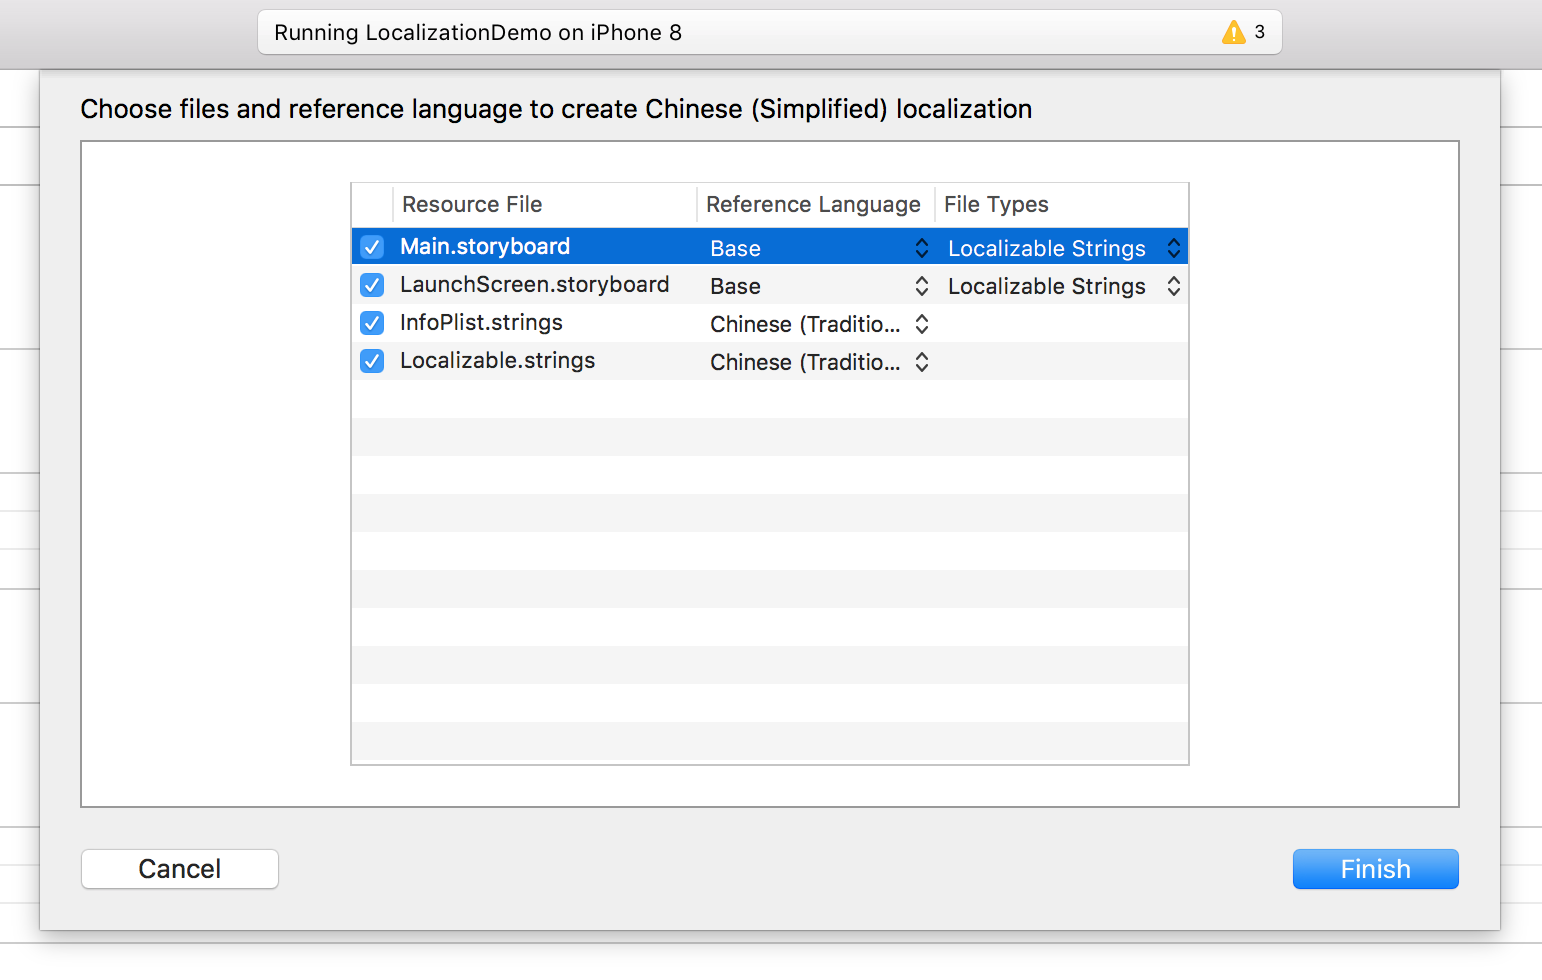 Running LocalizationDemo on iPhone 8
3
Choose files and reference language to create Chinese (Simplified) localization
Resource File Reference Language File Types
Main.storyboard Base Localizable Strings
LaunchScreen.storyboard Base Localizable Strings
InfoPlist.strings Chinese (Traditio...
Localizable.strings Chinese (Traditio...
Cancel Finish